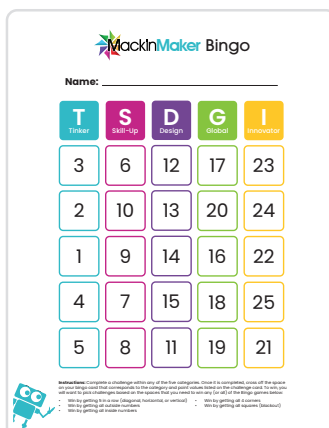 MackinMaker Bingo
Name:
T S D G I
Tinker Skill-Up Design Global Innovator
3 6 12 17 23
2 10 13 20 24
1 9 14 16 22
4 7 15 18 25
5 8 11 19 21
Instructions: Complete a challenge within any of the five categories. Once it is completed, cross off the space
on your bingo card that corresponds to the category and point values listed on the challenge card. To win, you
will want to pick challenges based on the spaces that you need to win any (or all) of the Bingo games below:
• Win by getting 5 in a row (diagonal, horizontal, or vertical) • Win by getting all 4 corners
• Win by getting all outside numbers • Win by getting all squares (blackout)
• Win by getting all inside numbers